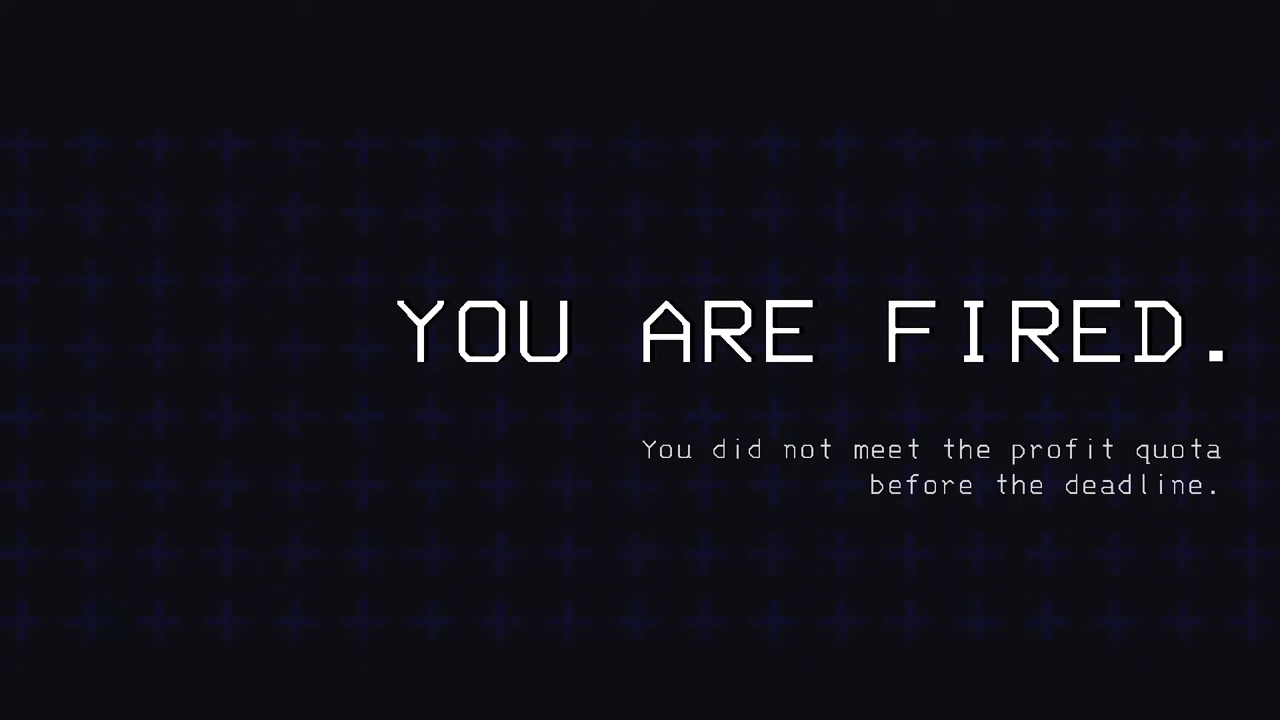 YOU ARE FIRED.
You did not meet the profit quota
before the deadline.